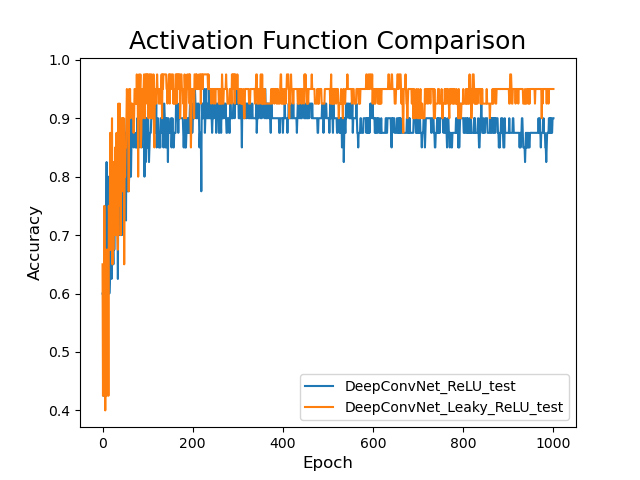 Activation Function Comparison
1.0
0.9
0.8
0.7
0.6
0.5
0.4
Accuracy
DeepConvNet_ReLU_test
DeepConvNet_Leaky_ReLU_test
0 200 400 600 800 1000
Epoch